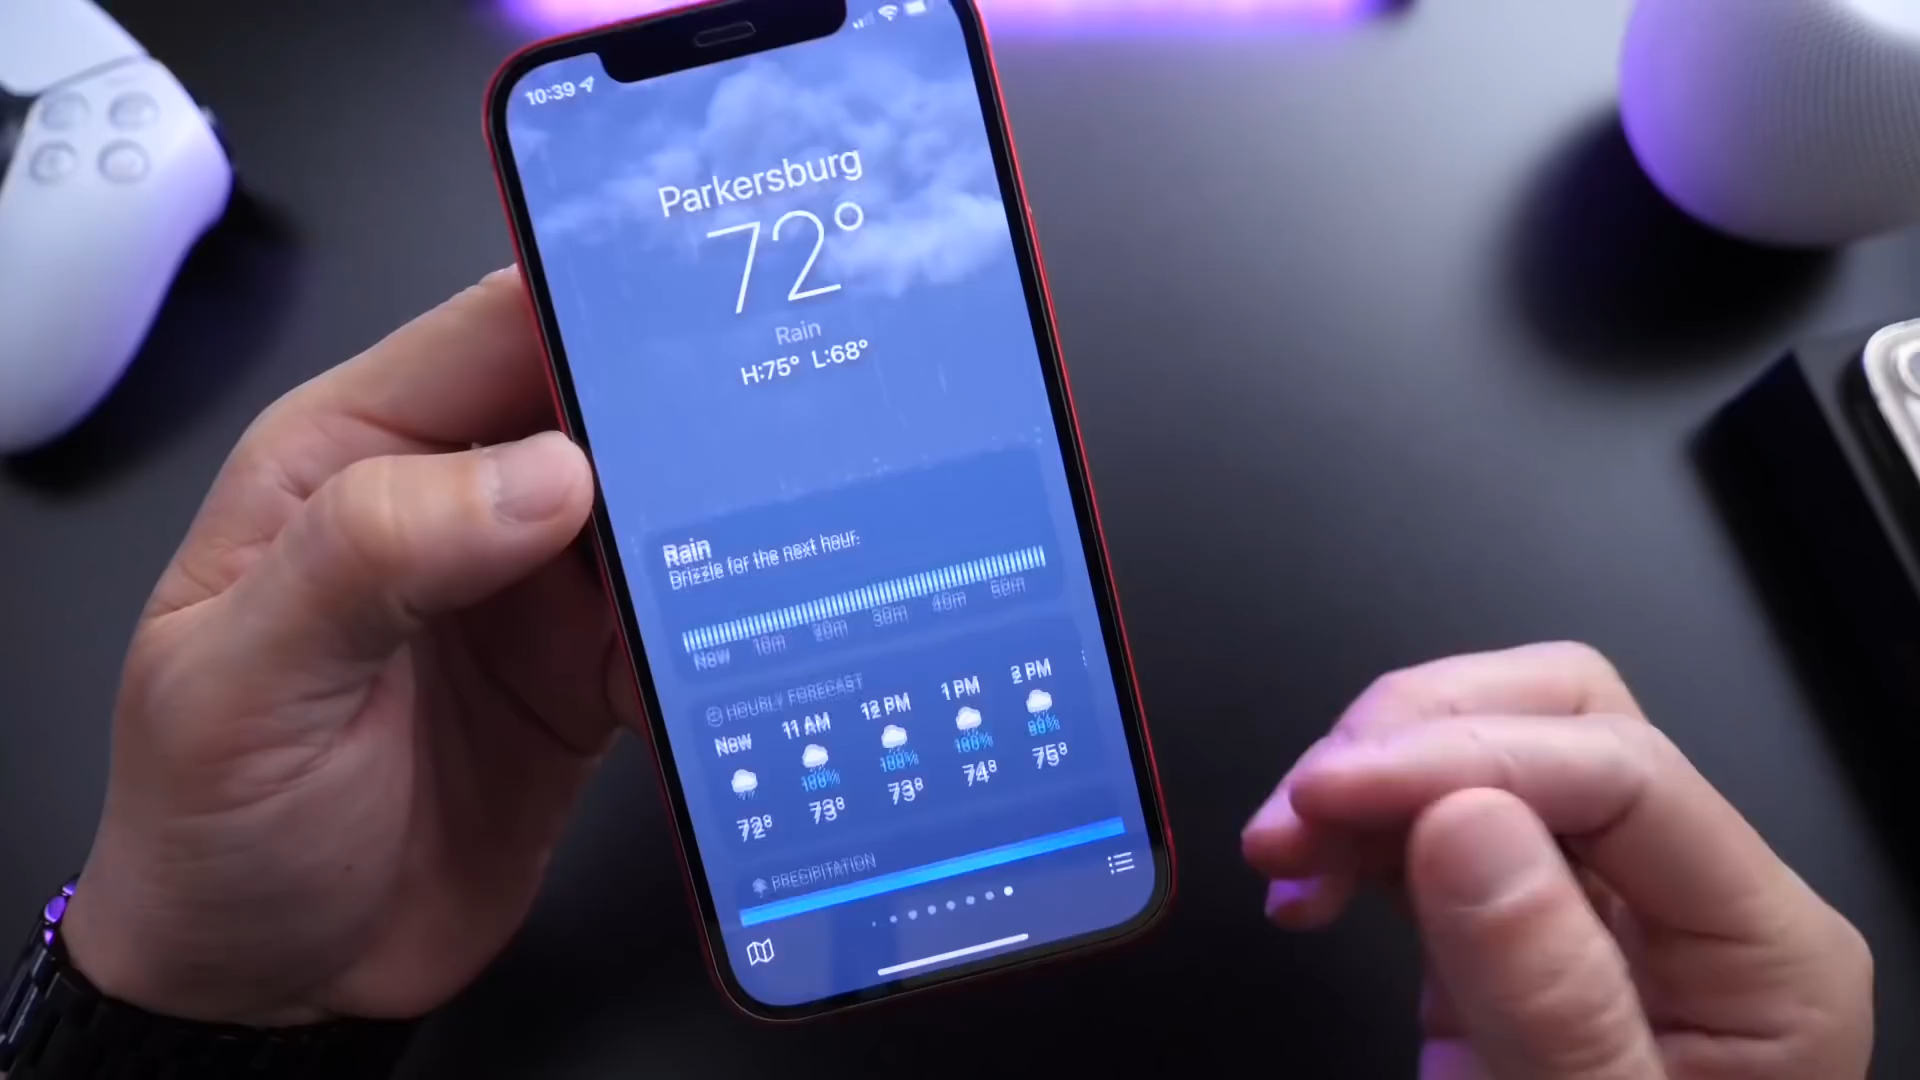 10:39
Parkersburg
72°
Rain
H:75° L:68°
Rain
Drizzle for the next hour.
Now 10m 20m 30m 40m 50m
HOURLY FORECAST
Now 11 AM 12 PM 1 PM 2 PM
100% 100% 100%
72° 73° 73° 74° 75°
PRECIPITATION